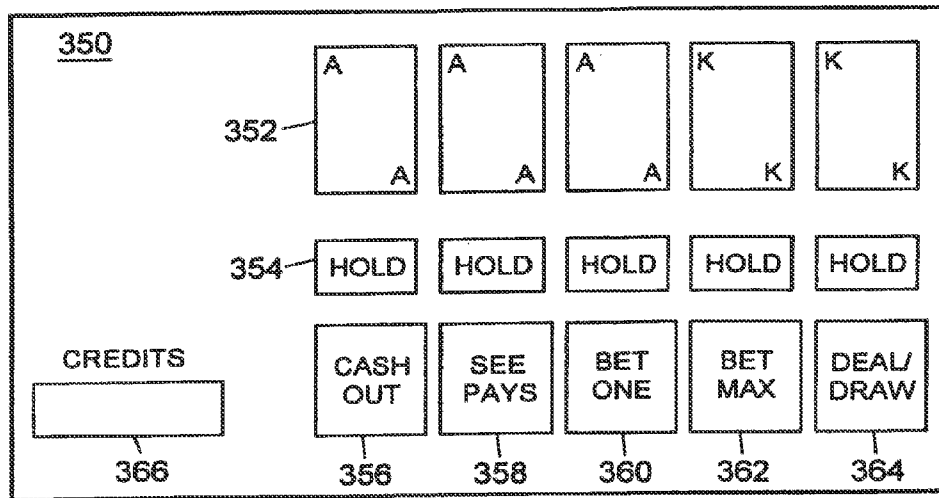 350
A A A K K
352
A A A K K
354 HOLD HOLD HOLD HOLD HOLD
CREDITS
CASH OUT
SEE PAYS
BET ONE
BET MAX
DEAL/ DRAW
366 356 358 360 362 364